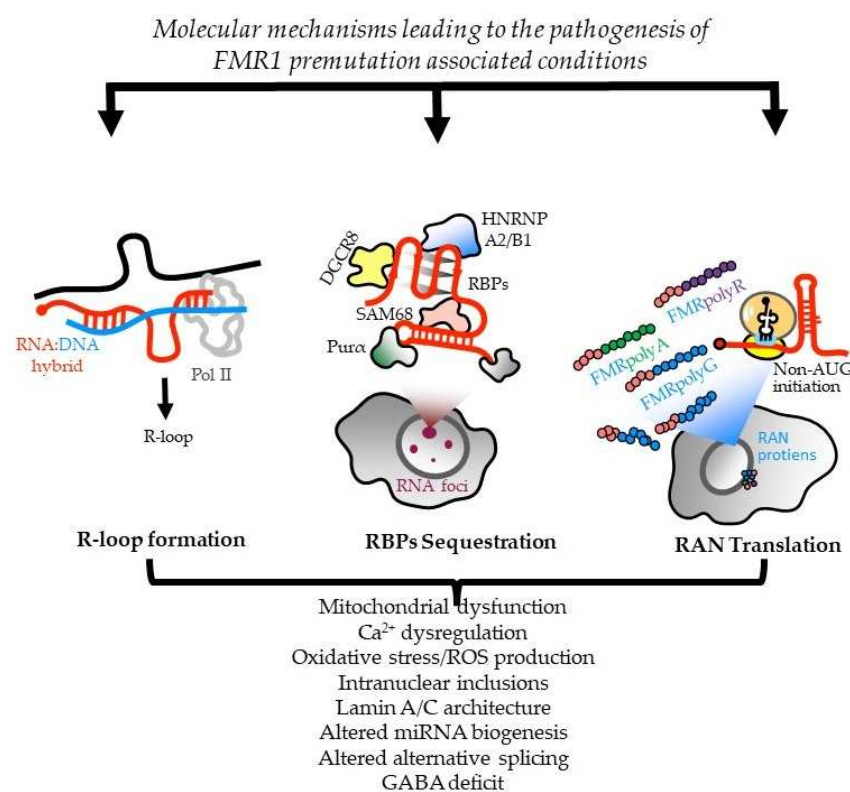 Molecular mechanisms leading to the pathogenesis of
FMR1 premutation associated conditions
RNA:DNA
hybrid
Pol II
R-loop
R-loop formation
DGCR8
HNRNP
A2/B1
RBPs
SAM68
Purα
RNA foci
RBPs Sequestration
FMRpolyR
FMRpolyA
FMRpolyG
Non-AUG
initiation
RAN
protiens
RAN Translation
Mitochondrial dysfunction
Ca²⁺ dysregulation
Oxidative stress/ROS production
Intranuclear inclusions
Lamin A/C architecture
Altered miRNA biogenesis
Altered alternative splicing
GABA deficit